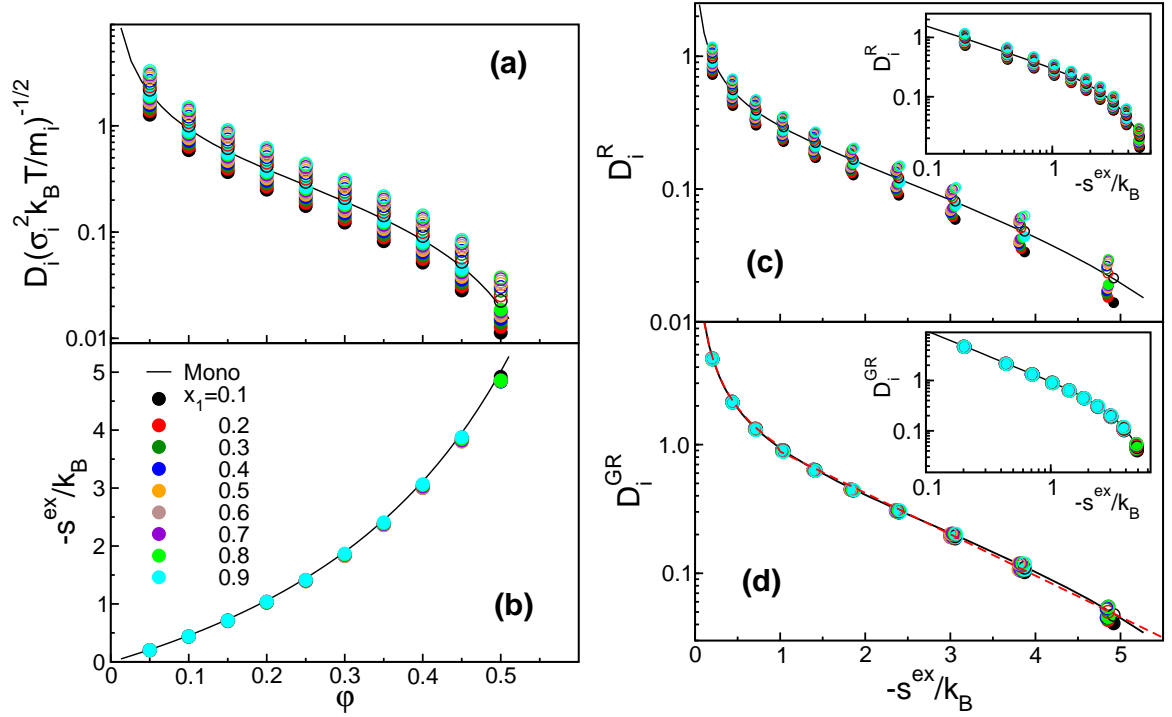 (a)
D_i(σ_i^2 k_B T/m_i)^{-1/2}
1
0.1
0.01
(b)
-s^{ex}/k_B
5
4
3
2
1
0
Mono
x_1=0.1
0.2
0.3
0.4
0.5
0.6
0.7
0.8
0.9
0 0.1 0.2 0.3 0.4 0.5
φ
(c)
D_i^R
1
0.1
0.01
D_i^R
1
0.1
0.1 1
-s^{ex}/k_B
(d)
D_i^{GR}
1.0
0.1
D_i^{GR}
1
0.1
0.1 1
-s^{ex}/k_B
0 1 2 3 4 5
-s^{ex}/k_B